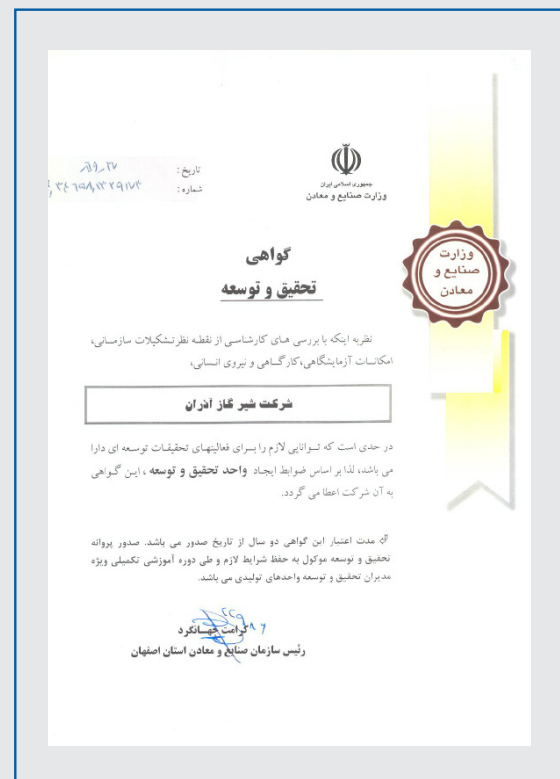 جمهوری اسلامی ایران
وزارت صنایع و معادن
تاریخ :
شماره :
گواهی
تحقیق و توسعه
وزارت
صنایع و
معادن
نظربه اینکه با بررسی های کارشناسی از نقطه نظر تشکیلات سازمانی،
امکانات آزمایشگاهی،کارگاهی و نیروی انسانی،
شرکت شیر گاز آذران
در حدی است که توانایی لازم را برای فعالیتهای تحقیقات توسعه ای دارا
می باشد، لذا بر اساس ضوابط ایجاد واحد تحقیق و توسعه ، این گواهی
به آن شرکت اعطا می گردد.
مدت اعتبار این گواهی دو سال از تاریخ صدور می باشد. صدور پروانه
تحقیق و توسعه موکول به حفظ شرایط لازم و طی دوره آموزشی تکمیلی ویژه
مدیران تحقیق و توسعه واحدهای تولیدی می باشد.
کرامت جهانگرد
رئیس سازمان صنایع و معادن استان اصفهان